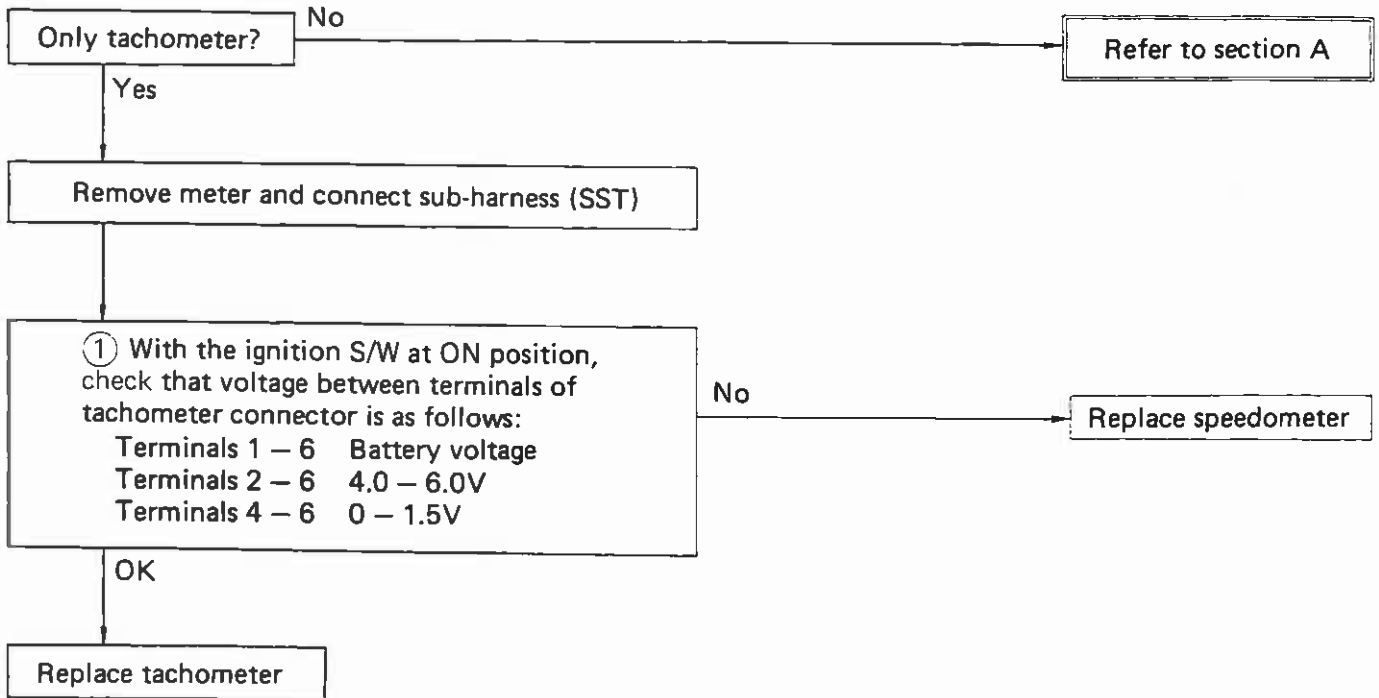 Only tachometer?
No
Refer to section A
Yes
Remove meter and connect sub-harness (SST)
① With the ignition S/W at ON position,
check that voltage between terminals of
tachometer connector is as follows:
Terminals 1 – 6 Battery voltage
Terminals 2 – 6 4.0 – 6.0V
Terminals 4 – 6 0 – 1.5V
No
Replace speedometer
OK
Replace tachometer